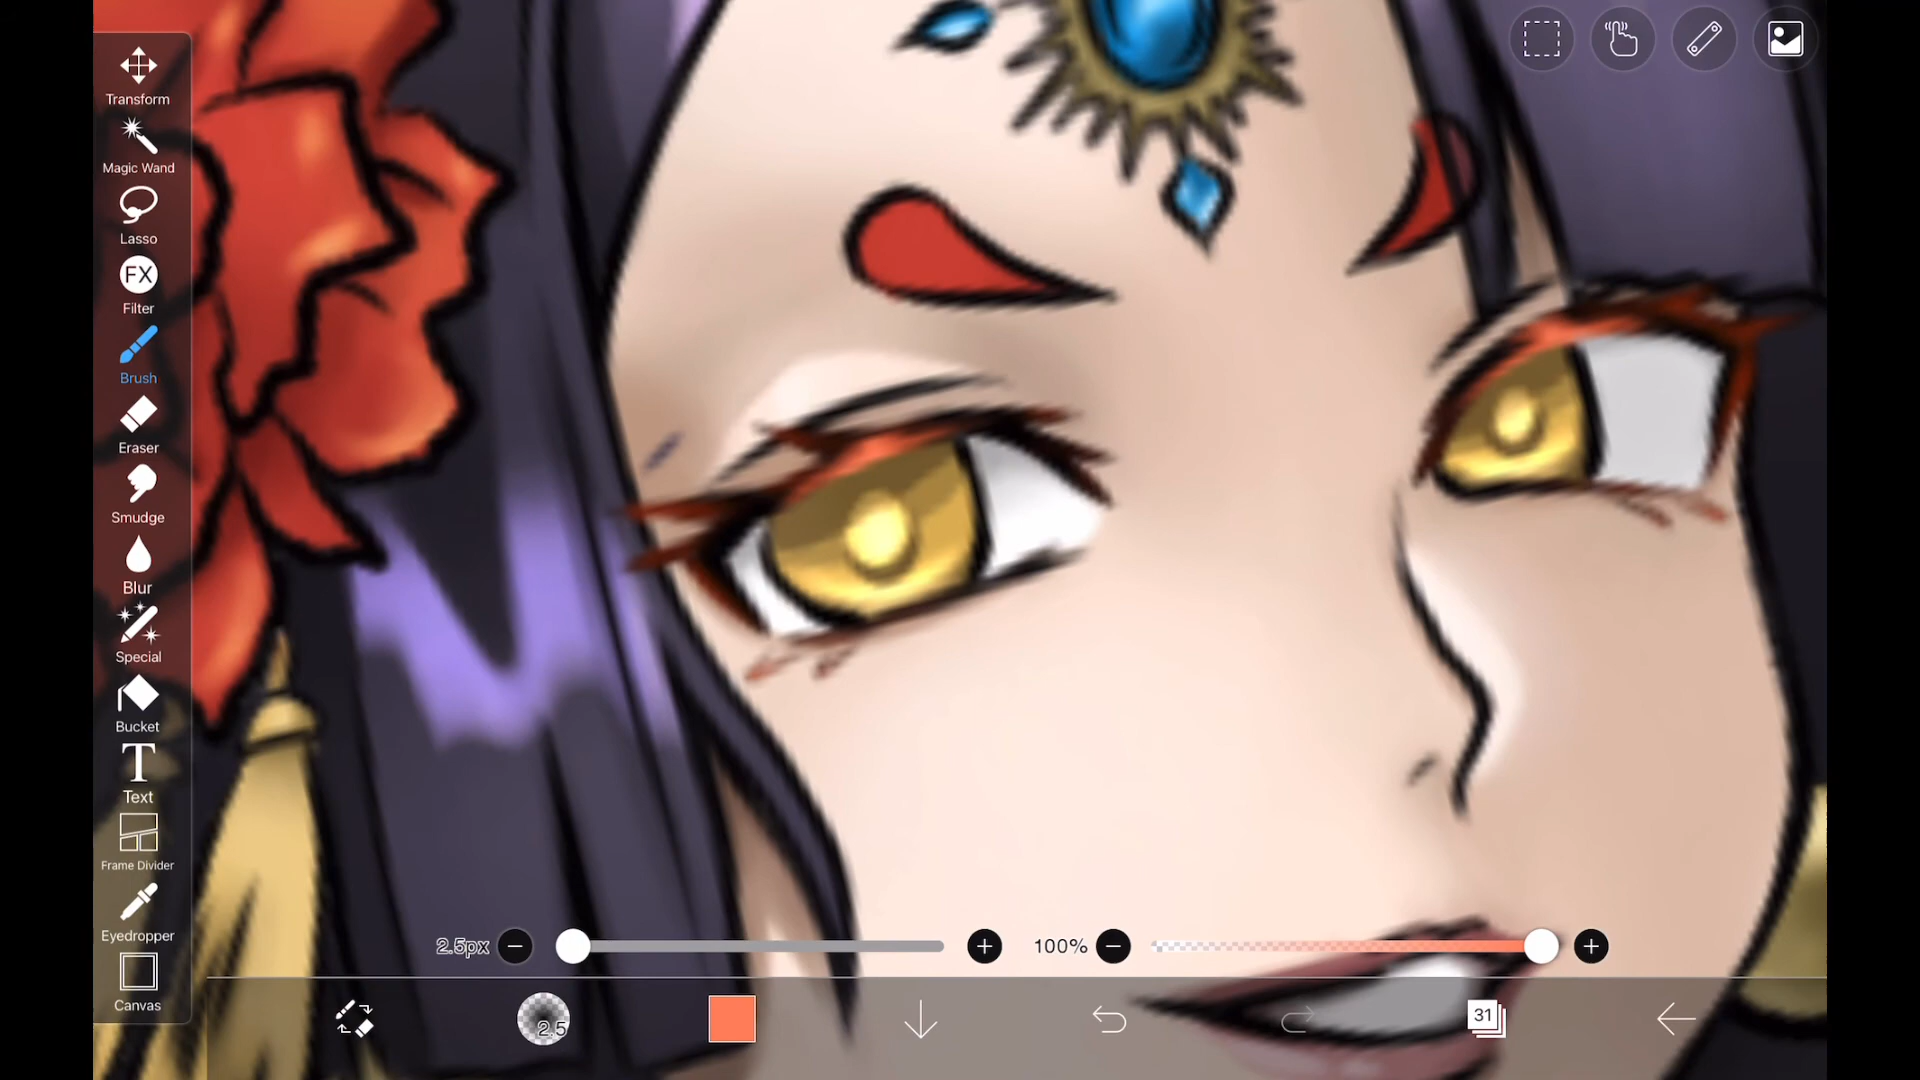 Transform
Magic Wand
Lasso
FX
Filter
Brush
Eraser
Smudge
Blur
Special
Bucket
T
Text
Frame Divider
Eyedropper
Canvas
2.5px
100%
2.5
31